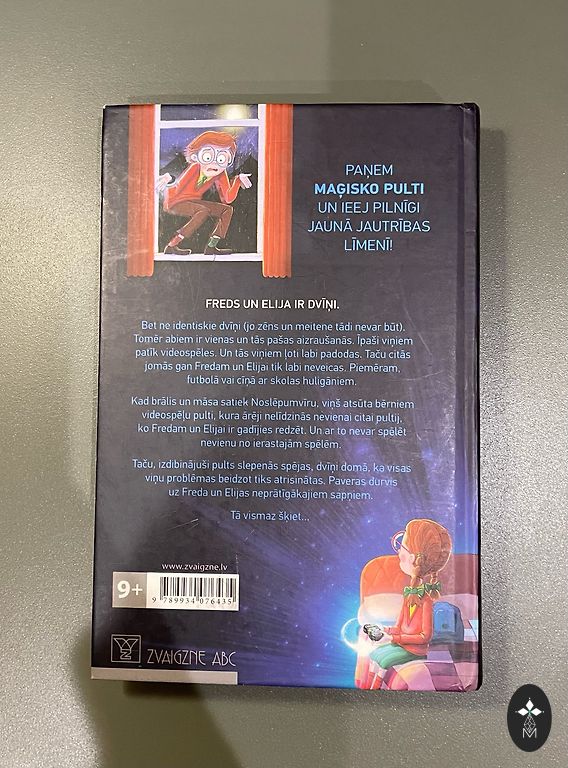 PAŅEM
MAĢISKO PULTI
UN IEEJ PILNĪGI
JAUNĀ JAUTRĪBAS
LĪMENĪ!
FREDS UN ELIJA IR DVĪŅI.
Bet ne identiskie dvīņi (jo zēns un meitene tādi nevar būt).
Tomēr abiem ir vienas un tās pašas aizraušanās. Īpaši viņiem
patīk videospēles. Un tās viņiem ļoti labi padodas. Taču citās
jomās gan Fredam un Elijai tik labi neveicas. Piemēram,
futbolā vai cīņā ar skolas huligāniem.
Kad brālis un māsa satiek Noslēpumvīru, viņš atsūta bērniem
videospēļu pulti, kura ārēji nelīdzinās nevienai citai pultij,
ko Fredam un Elijai ir gadījies redzēt. Un ar to nevar spēlēt
nevienu no ierastajām spēlēm.
Taču, izdibinājuši pults slepenās spējas, dvīņi domā, ka visas
viņu problēmas beidzot tiks atrisinātas. Paveras durvis
uz Freda un Elijas neprātīgākajiem sapņiem.
Tā vismaz šķiet...
www.zvaigzne.lv
9+
9 789934 076435
ZVAIGZNE ABC
M